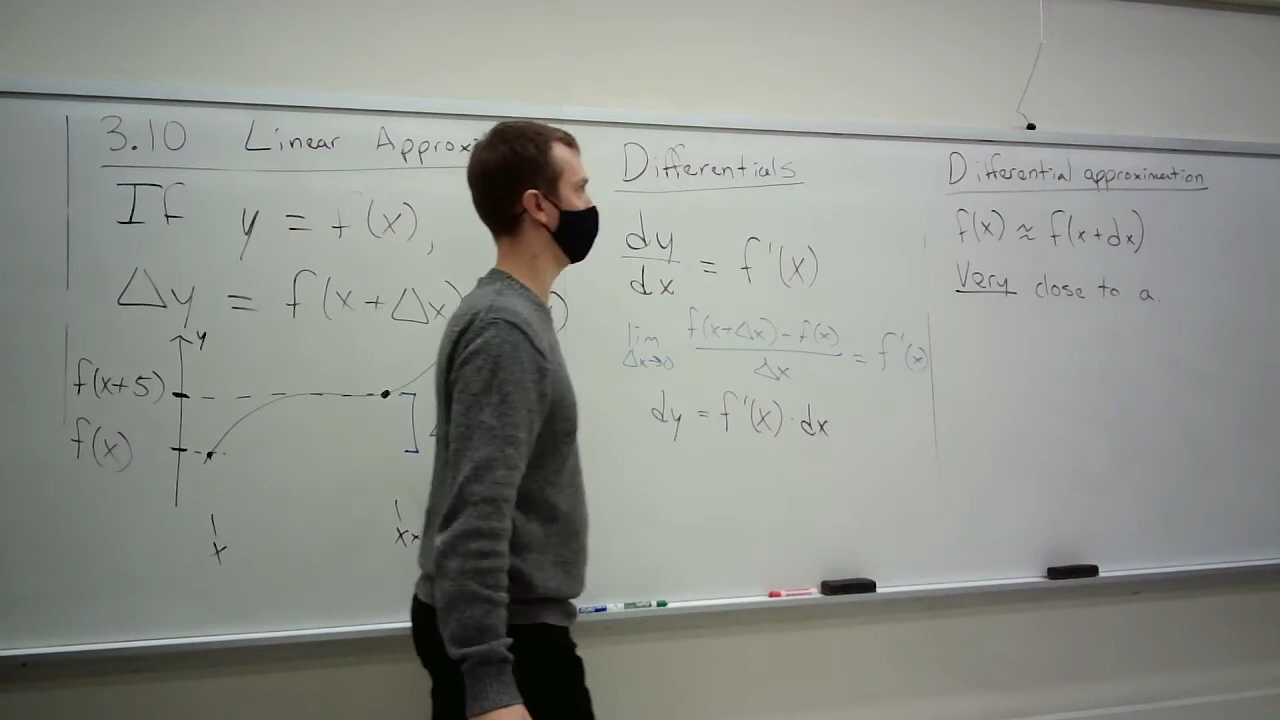 3.10 Linear Approxi
If y = f(x),
Δy = f(x+Δx)
y
f(x+5)
f(x)
x
Differentials
dy/dx = f'(x)
lim Δx→0 (f(x+Δx)-f(x))/Δx = f'(x)
dy = f'(x)·dx
Differential approximation
f(x) ≈ f(x+dx)
Very close to a.